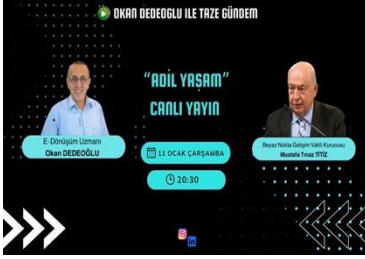 OKAN DEDEOGLU ILE TAZE GÜNDEM
"ADİL YAŞAM"
CANLI YAYIN
E-Dönüşüm Uzmanı
Okan DEDEOĞLU
11 OCAK ÇARŞAMBA
20:30
Beyaz Nokta Gelişim Vakfı Kurucusu
Mustafa Tınaz TİTİZ